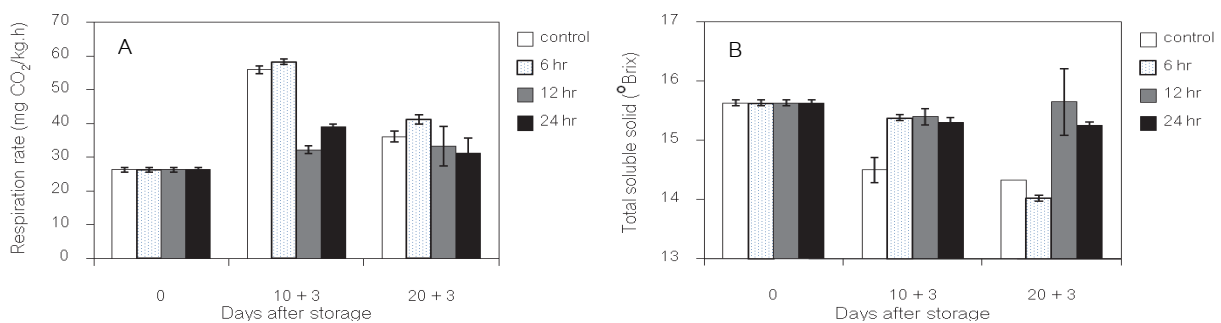 A
Respiration rate (mg CO2/kg.h)
70
60
50
40
30
20
10
0
0
10 + 3
20 + 3
Days after storage
control
6 hr
12 hr
24 hr
B
Total soluble solid (°Brix)
17
16
15
14
13
0
10 + 3
20 + 3
Days after storage
control
6 hr
12 hr
24 hr